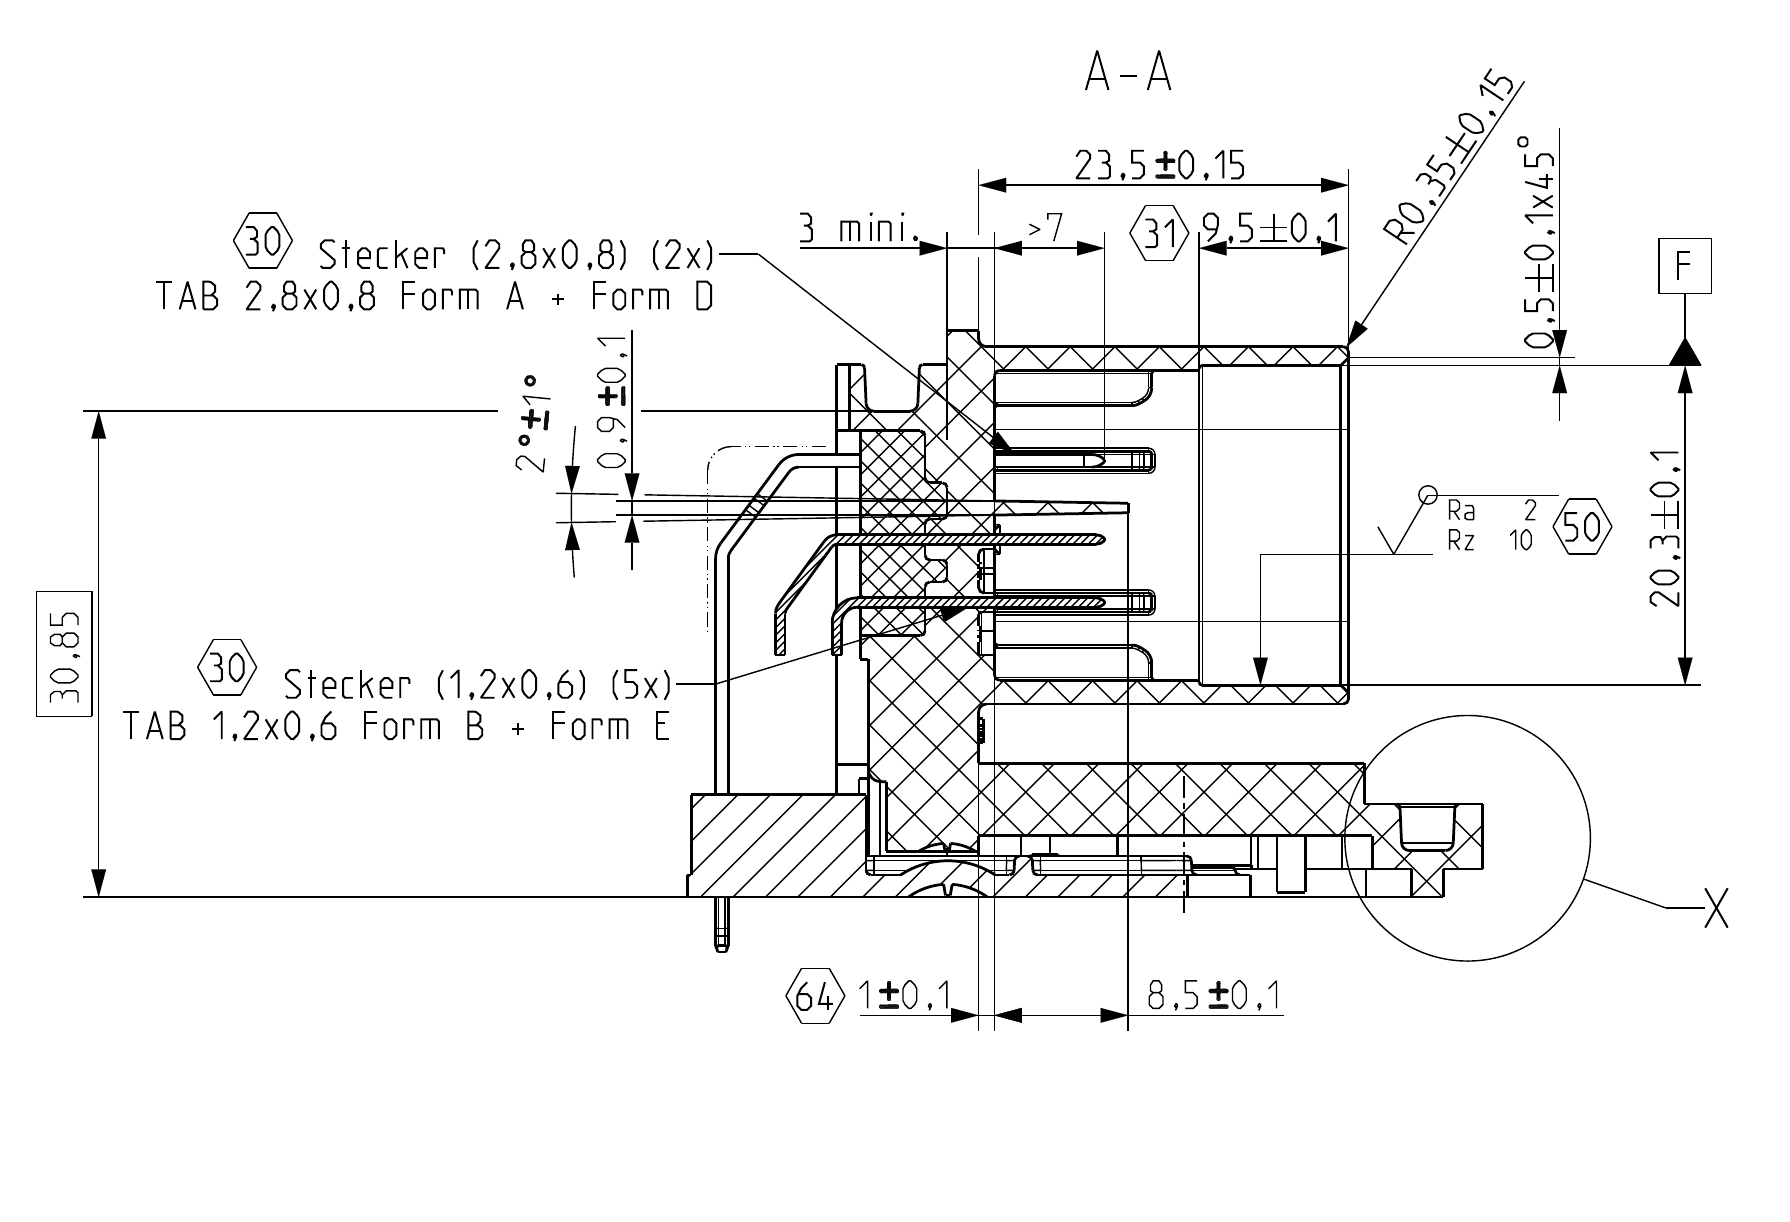 A-A
23,5±0,15
R0,35±0,15
0,5±0,1x45°
3 mini.
>7
31
9,5±0,1
F
30
Stecker (2,8x0,8) (2x)
TAB 2,8x0,8 Form A + Form D
2°±1°
0,9±0,1
20,3±0,1
Ra 2
Rz 10
50
30,85
30
Stecker (1,2x0,6) (5x)
TAB 1,2x0,6 Form B + Form E
X
64
1±0,1
8,5±0,1